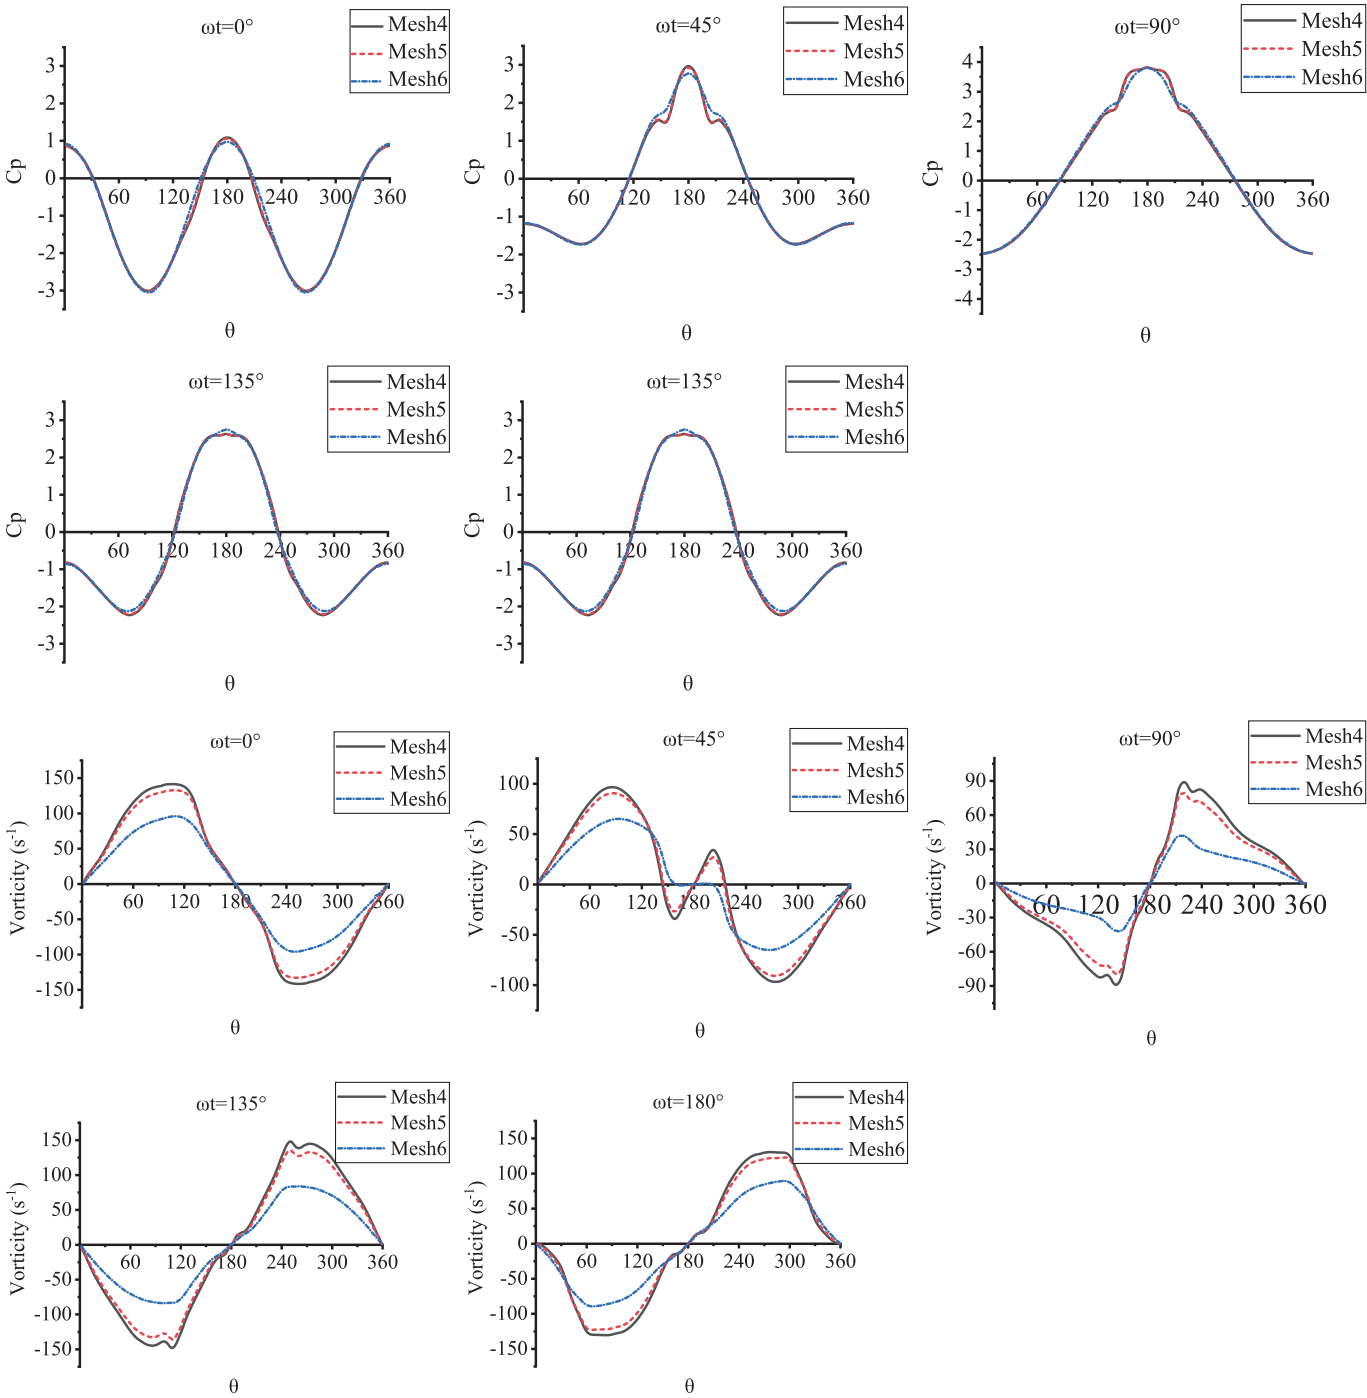 ωt=0°
Mesh4
Mesh5
Mesh6
Cp
3
2
1
0
-1
-2
-3
60 120 180 240 300 360
θ
ωt=45°
Mesh4
Mesh5
Mesh6
Cp
3
2
1
0
-1
-2
-3
60 120 180 240 300 360
θ
ωt=90°
Mesh4
Mesh5
Mesh6
Cp
4
3
2
1
0
-1
-2
-3
-4
60 120 180 240 300 360
θ
ωt=135°
Mesh4
Mesh5
Mesh6
Cp
3
2
1
0
-1
-2
-3
60 120 180 240 300 360
θ
ωt=135°
Mesh4
Mesh5
Mesh6
Cp
3
2
1
0
-1
-2
-3
60 120 180 240 300 360
θ
ωt=0°
Mesh4
Mesh5
Mesh6
Vorticity (s⁻¹)
150
100
50
0
-50
-100
-150
60 120 180 240 300 360
θ
ωt=45°
Mesh4
Mesh5
Mesh6
Vorticity (s⁻¹)
100
50
0
-50
-100
60 120 180 240 300 360
θ
ωt=90°
Mesh4
Mesh5
Mesh6
Vorticity (s⁻¹)
90
60
30
0
-30
-60
-90
60 120 180 240 300 360
θ
ωt=135°
Mesh4
Mesh5
Mesh6
Vorticity (s⁻¹)
150
100
50
0
-50
-100
-150
60 120 180 240 300 360
θ
ωt=180°
Mesh4
Mesh5
Mesh6
Vorticity (s⁻¹)
150
100
50
0
-50
-100
-150
60 120 180 240 300 360
θ